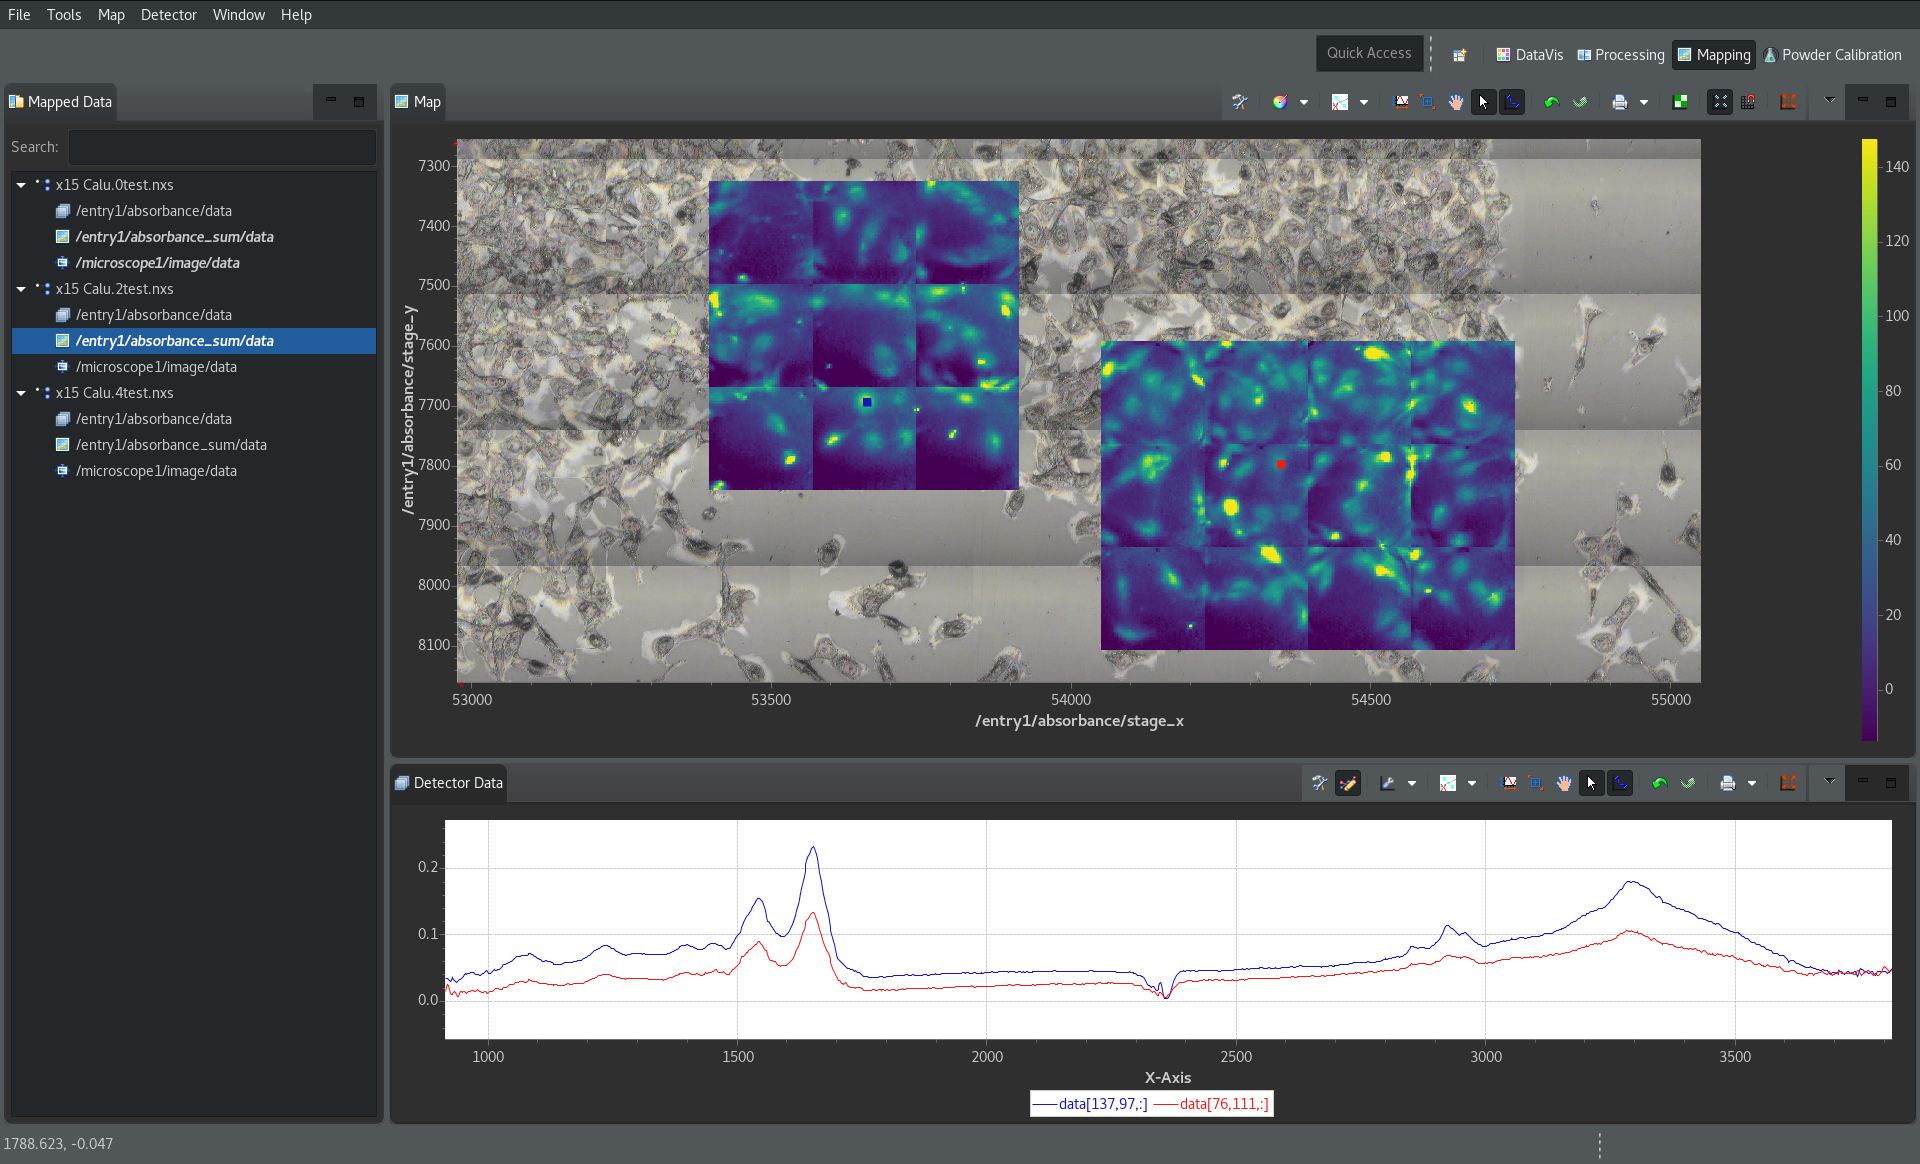 File Tools Map Detector Window Help
Quick Access DataVis Processing Mapping Powder Calibration
Mapped Data
Search:
x15 Calu.0test.nxs
/entry1/absorbance/data
/entry1/absorbance_sum/data
/microscope1/image/data
x15 Calu.2test.nxs
/entry1/absorbance/data
/entry1/absorbance_sum/data
/microscope1/image/data
x15 Calu.4test.nxs
/entry1/absorbance/data
/entry1/absorbance_sum/data
/microscope1/image/data
Map
/entry1/absorbance/stage_y
7300
7400
7500
7600
7700
7800
7900
8000
8100
53000 53500 54000 54500 55000
/entry1/absorbance/stage_x
140
120
100
80
60
40
20
0
Detector Data
0.2
0.1
0.0
1000 1500 2000 2500 3000 3500
X-Axis
data[137,97,:] data[76,111,:]
1788.623, -0.047